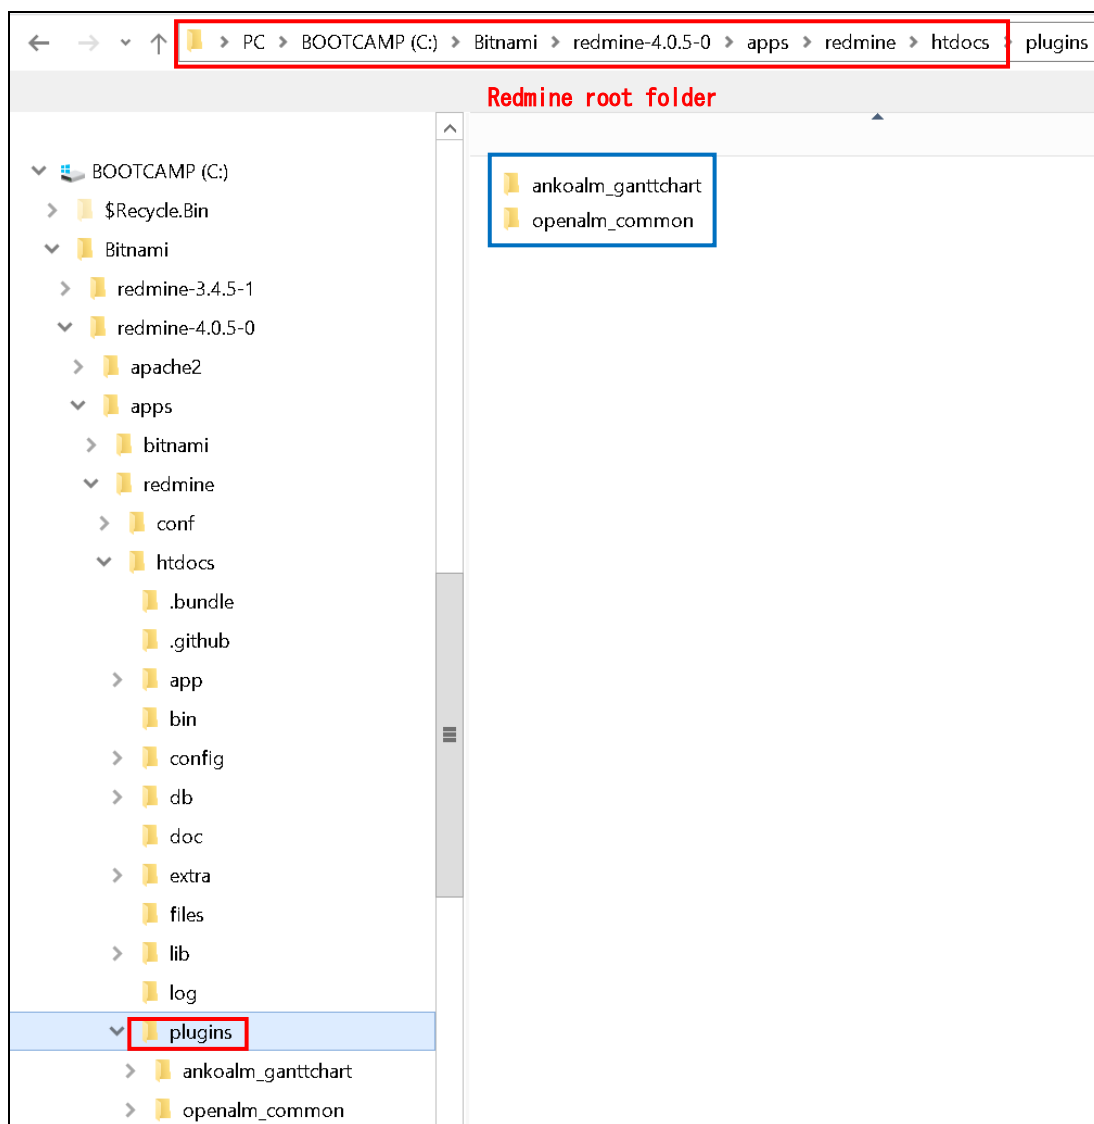 PC > BOOTCAMP (C:) > Bitnami > redmine-4.0.5-0 > apps > redmine > htdocs > plugins
Redmine root folder
BOOTCAMP (C:)
$Recycle.Bin
Bitnami
redmine-3.4.5-1
redmine-4.0.5-0
apache2
apps
bitnami
redmine
conf
htdocs
.bundle
.github
app
bin
config
db
doc
extra
files
lib
log
plugins
ankoalm_ganttchart
openalm_common
ankoalm_ganttchart
openalm_common